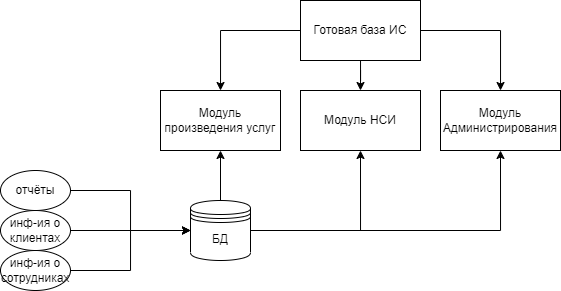 Готовая база ИС
Модуль
произведения услуг
Модуль НСИ
Модуль
Администрирования
отчёты
инф-ия о
клиентах
инф-ия о
сотрудниках
БД